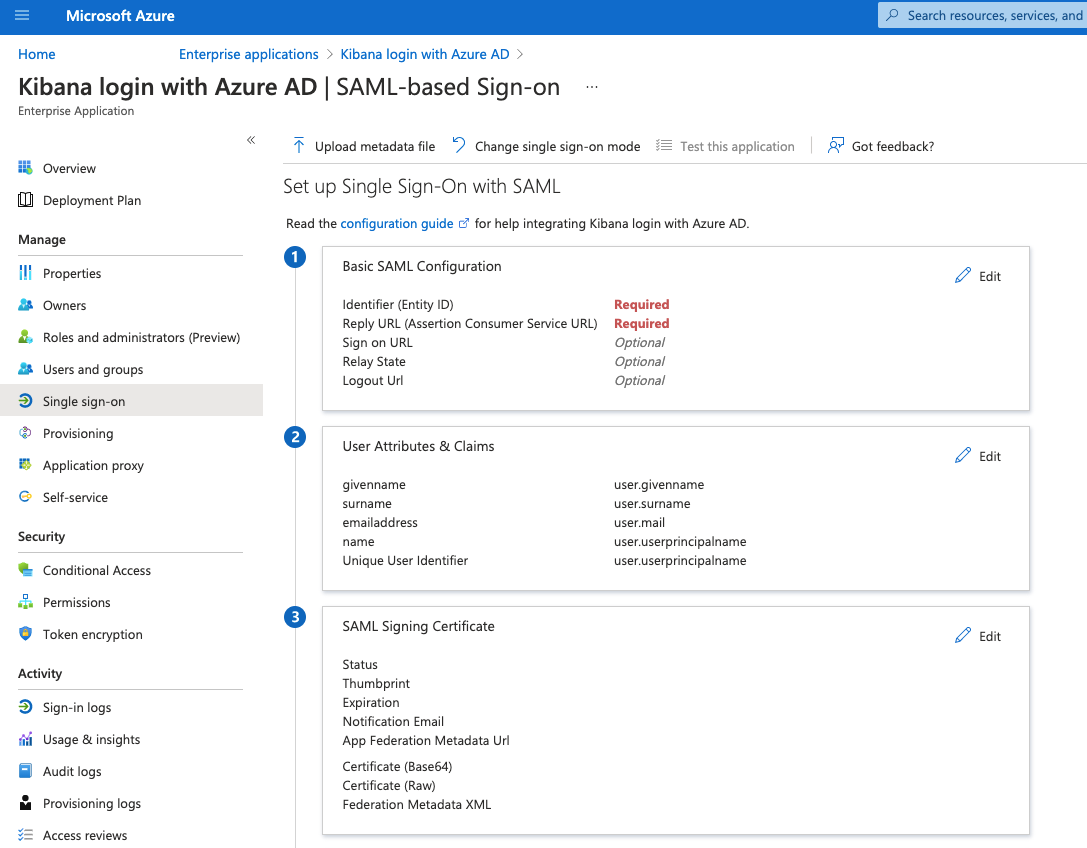 Microsoft Azure
Search resources, services, and
Home
Enterprise applications > Kibana login with Azure AD >
Kibana login with Azure AD | SAML-based Sign-on ...
Enterprise Application
«
Upload metadata file
Change single sign-on mode
Test this application
Got feedback?
Overview
Deployment Plan
Manage
Properties
Owners
Roles and administrators (Preview)
Users and groups
Single sign-on
Provisioning
Application proxy
Self-service
Security
Conditional Access
Permissions
Token encryption
Activity
Sign-in logs
Usage & insights
Audit logs
Provisioning logs
Access reviews
Set up Single Sign-On with SAML
Read the configuration guide for help integrating Kibana login with Azure AD.
1
Basic SAML Configuration
Edit
Identifier (Entity ID) Required
Reply URL (Assertion Consumer Service URL) Required
Sign on URL Optional
Relay State Optional
Logout Url Optional
2
User Attributes & Claims
Edit
givenname user.givenname
surname user.surname
emailaddress user.mail
name user.userprincipalname
Unique User Identifier user.userprincipalname
3
SAML Signing Certificate
Edit
Status
Thumbprint
Expiration
Notification Email
App Federation Metadata Url
Certificate (Base64)
Certificate (Raw)
Federation Metadata XML